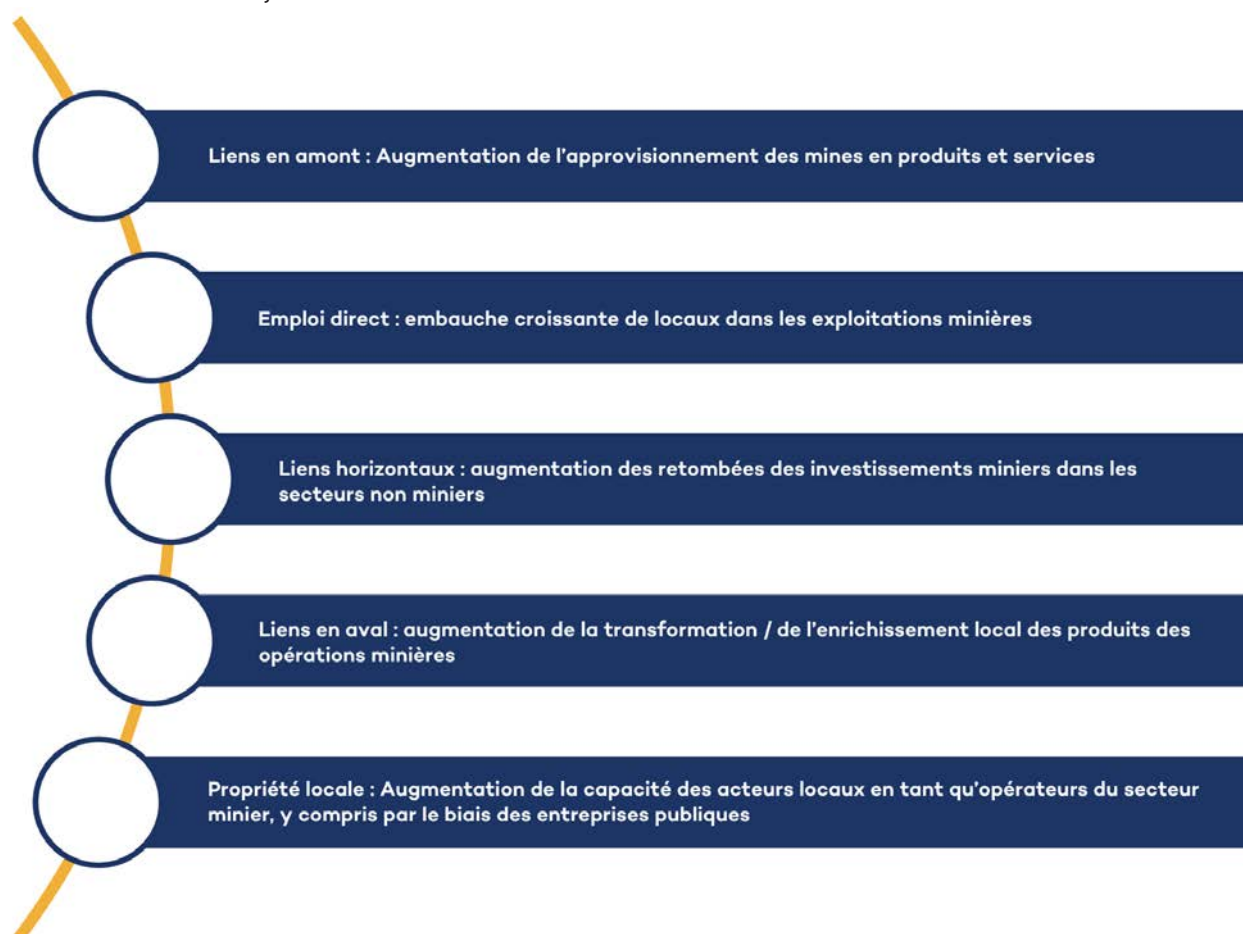 Liens en amont : Augmentation de l'approvisionnement des mines en produits et services
Emploi direct : embauche croissante de locaux dans les exploitations minières
Liens horizontaux : augmentation des retombées des investissements miniers dans les
secteurs non miniers
Liens en aval : augmentation de la transformation / de l'enrichissement local des produits des
opérations minières
Propriété locale : Augmentation de la capacité des acteurs locaux en tant qu'opérateurs du secteur
minier, y compris par le biais des entreprises publiques